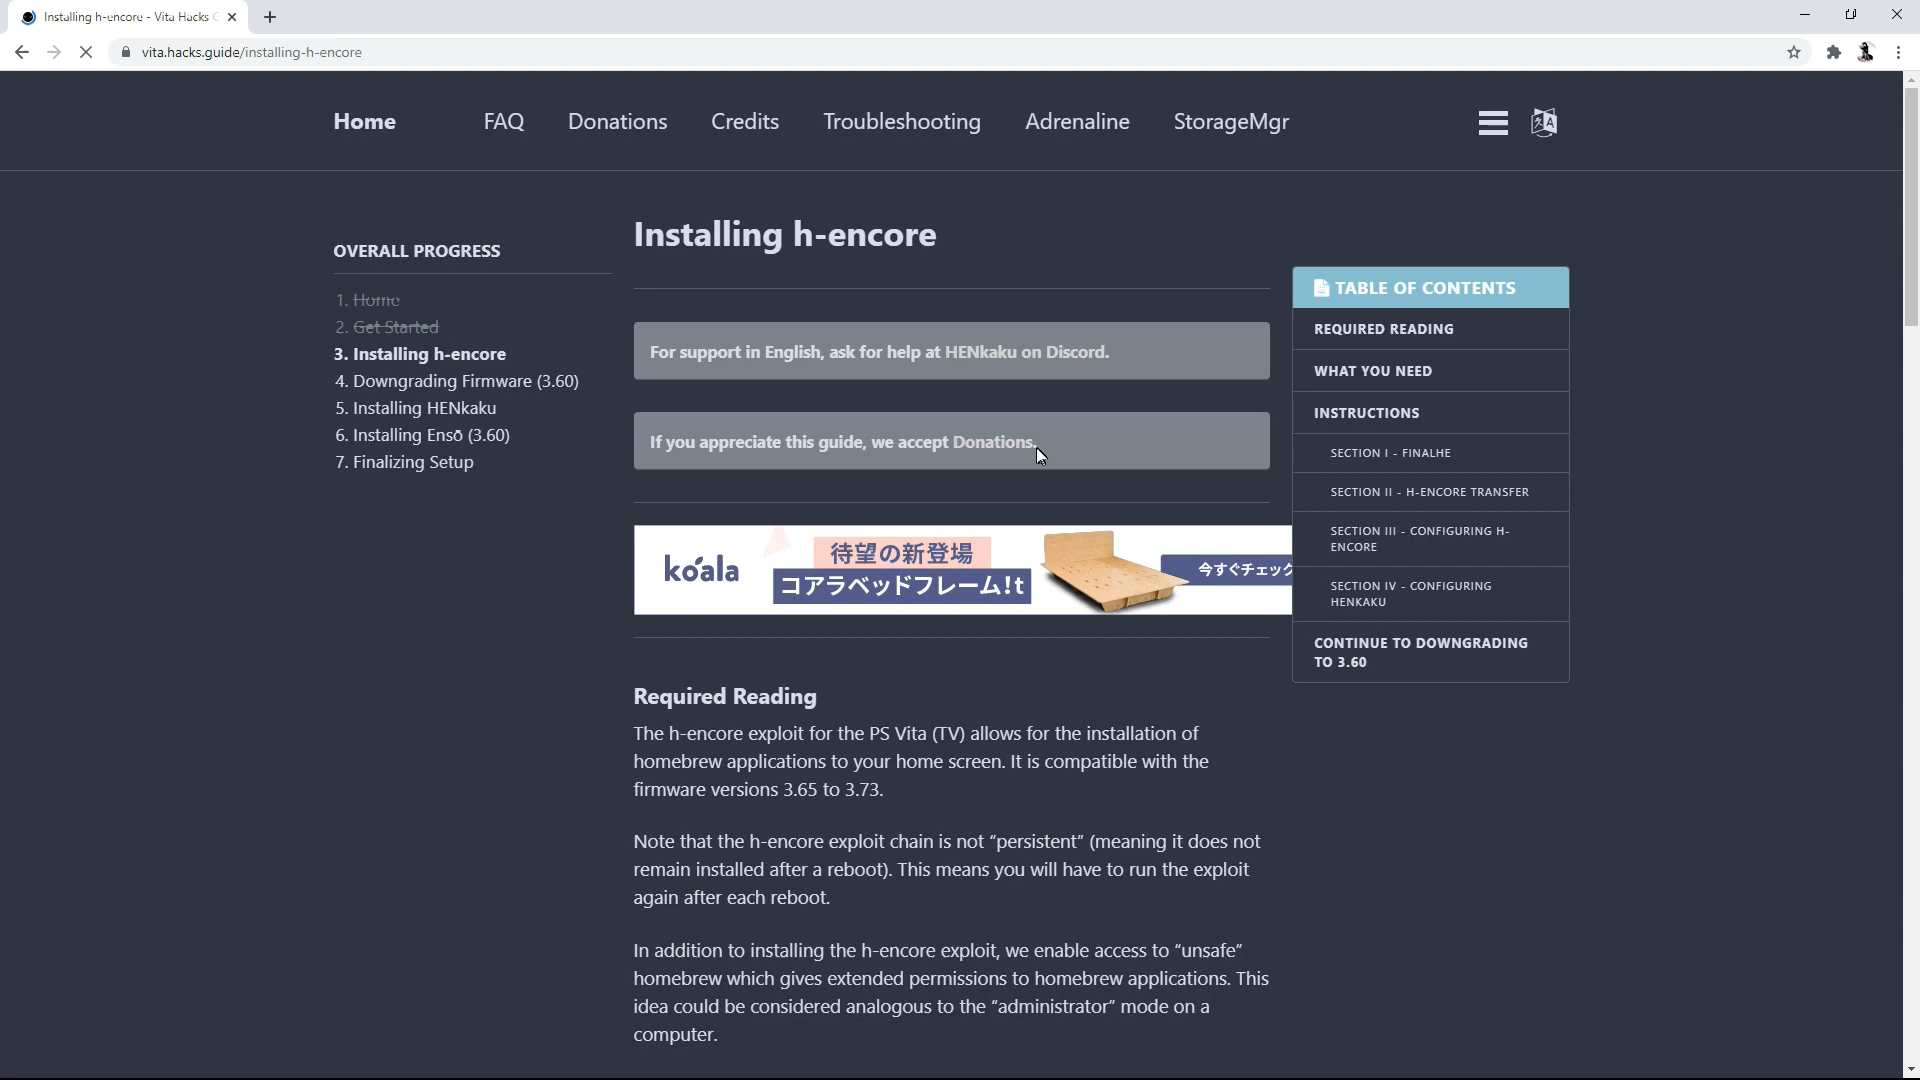 Installing h-encore - Vita Hacks G
vita.hacks.guide/installing-h-encore
Home
FAQ
Donations
Credits
Troubleshooting
Adrenaline
StorageMgr
OVERALL PROGRESS
1. Home
2. Get Started
3. Installing h-encore
4. Downgrading Firmware (3.60)
5. Installing HENkaku
6. Installing Ensō (3.60)
7. Finalizing Setup
Installing h-encore
For support in English, ask for help at HENkaku on Discord.
If you appreciate this guide, we accept Donations.
koala
待望の新登場
コアラベッドフレーム!t
今すぐチェック
Required Reading
The h-encore exploit for the PS Vita (TV) allows for the installation of
homebrew applications to your home screen. It is compatible with the
firmware versions 3.65 to 3.73.
Note that the h-encore exploit chain is not “persistent” (meaning it does not
remain installed after a reboot). This means you will have to run the exploit
again after each reboot.
In addition to installing the h-encore exploit, we enable access to “unsafe”
homebrew which gives extended permissions to homebrew applications. This
idea could be considered analogous to the “administrator” mode on a
computer.
TABLE OF CONTENTS
REQUIRED READING
WHAT YOU NEED
INSTRUCTIONS
SECTION I - FINALHE
SECTION II - H-ENCORE TRANSFER
SECTION III - CONFIGURING H-
ENCORE
SECTION IV - CONFIGURING
HENKAKU
CONTINUE TO DOWNGRADING
TO 3.60